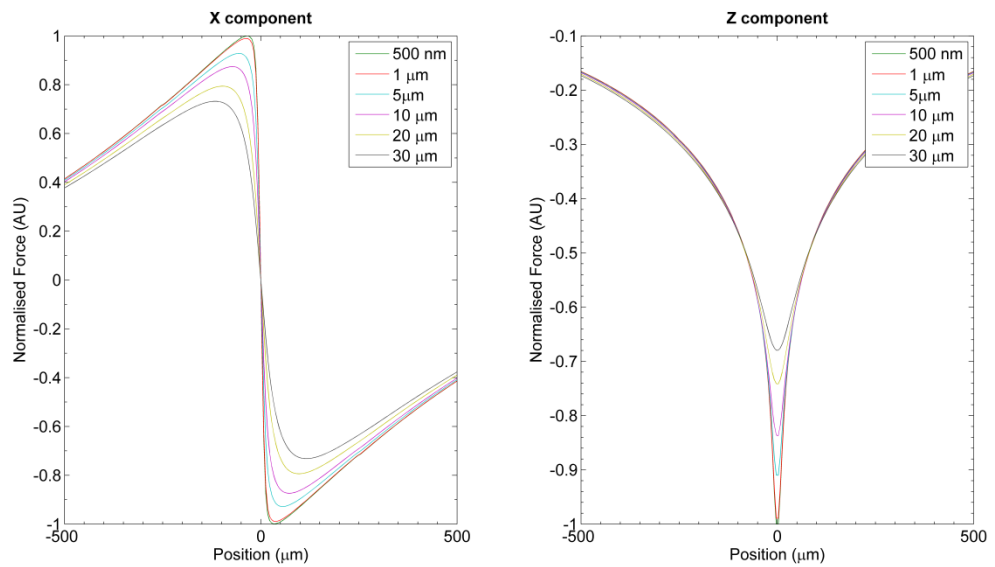 X component
1
0.8
0.6
0.4
0.2
0
-0.2
-0.4
-0.6
-0.8
-1
-500
0
500
Normalised Force (AU)
Position (μm)
500 nm
1 μm
5μm
10 μm
20 μm
30 μm
Z component
-0.1
-0.2
-0.3
-0.4
-0.5
-0.6
-0.7
-0.8
-0.9
-1
-500
0
500
Normalised Force (AU)
Position (μm)
500 nm
1 μm
5μm
10 μm
20 μm
30 μm